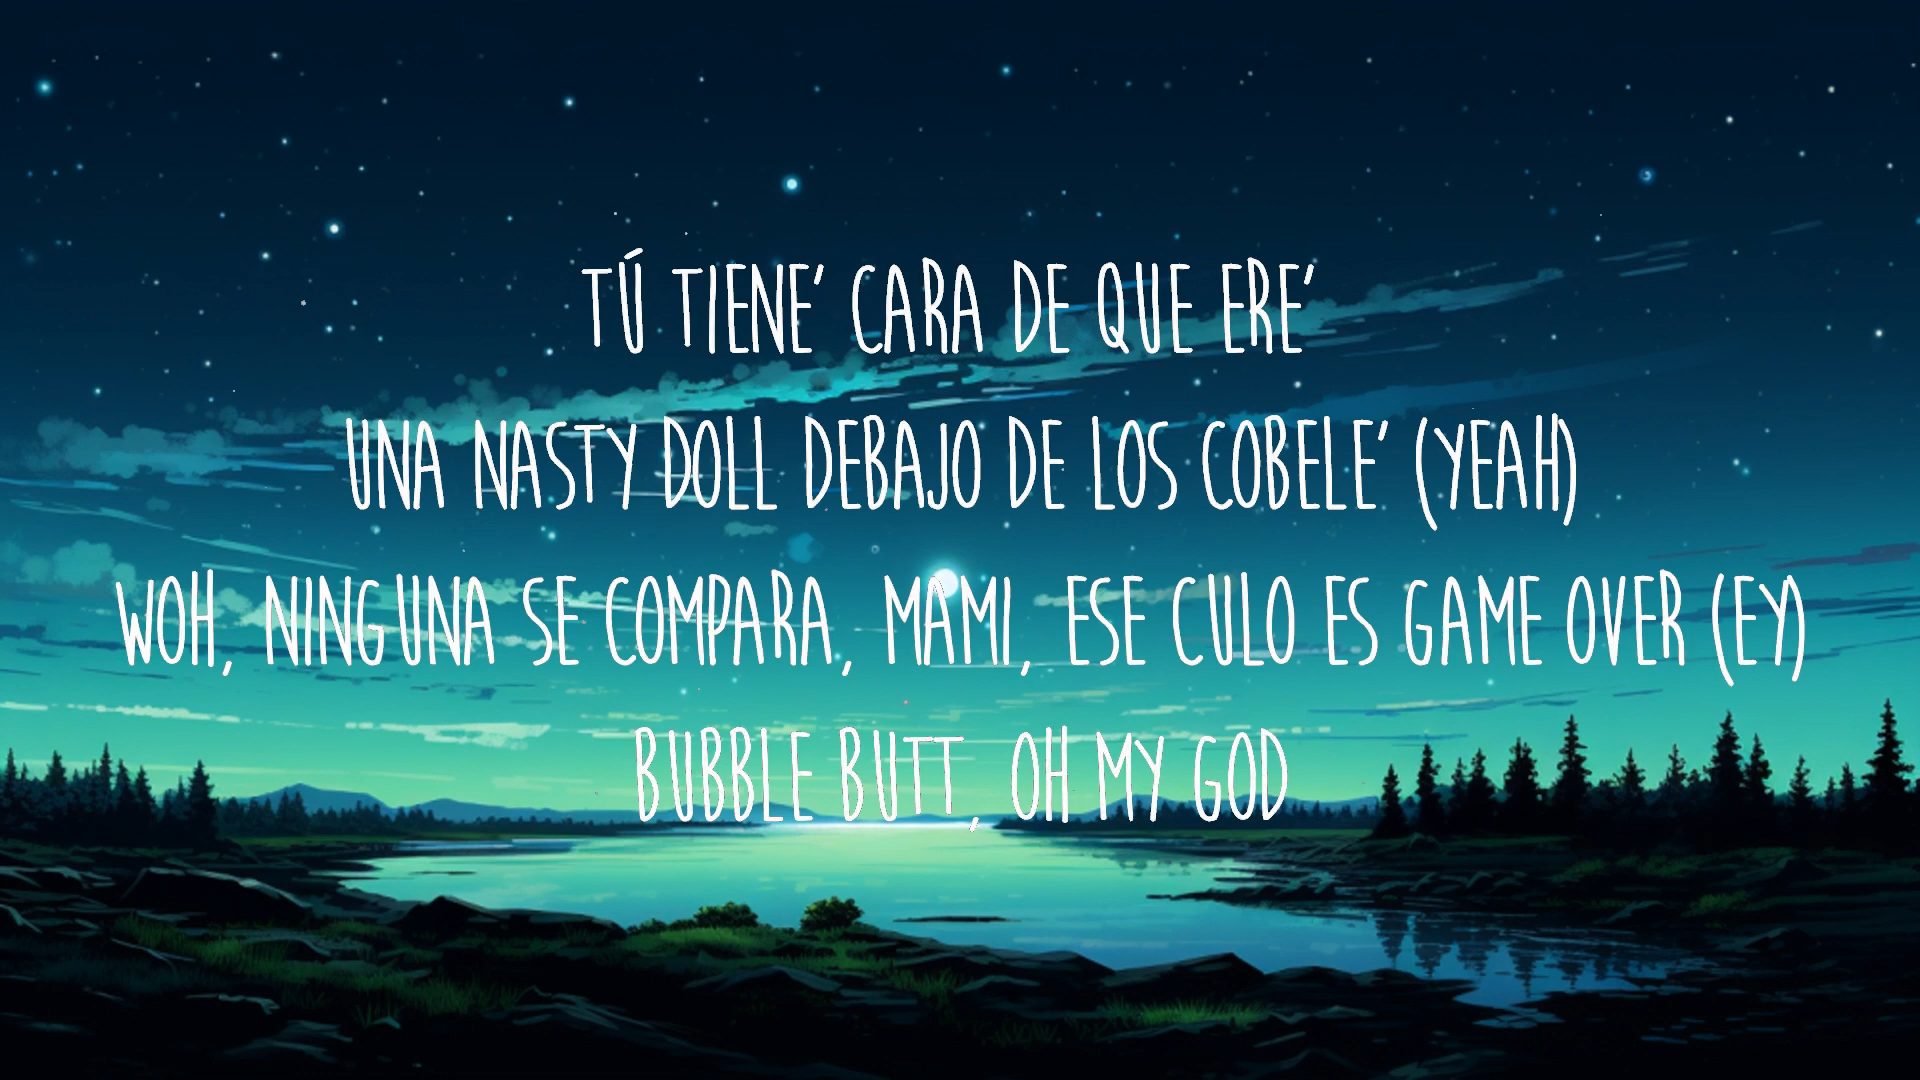 TÚ TIENE' CARA DE QUE ERE'
UNA NASTY DOLL DEBAJO DE LOS COBELE' (YEAH)
WOH, NINGUNA SE COMPARA, MAMI, ESE CULO ES GAME OVER (EY)
BUBBLE BUTT, OH MY GOD